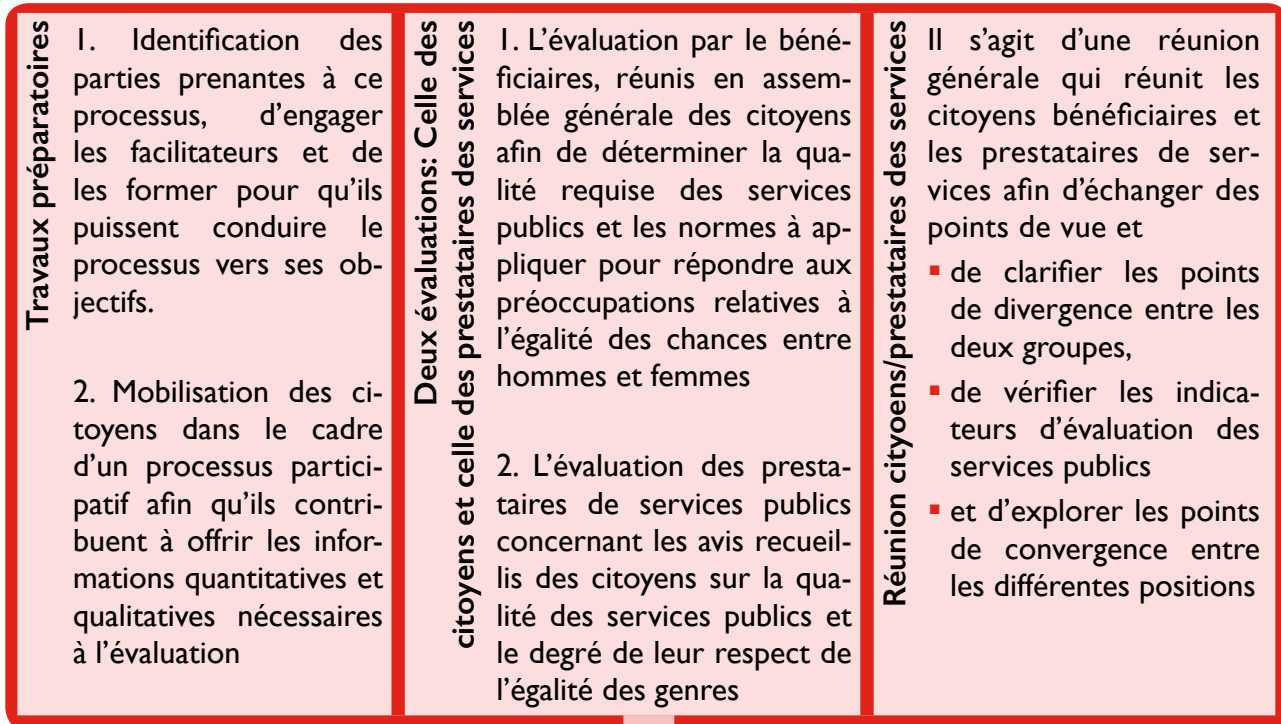 Travaux préparatoires
1. Identification des
parties prenantes à ce
processus, d'engager
les facilitateurs et de
les former pour qu'ils
puissent conduire le
processus vers ses ob-
jectifs.
2. Mobilisation des ci-
toyens dans le cadre
d'un processus partici-
patif afin qu'ils contri-
buent à offrir les infor-
mations quantitatives et
qualitatives nécessaires
à l'évaluation
Deux évaluations: Celle des
citoyens et celle des prestataires des services
1. L'évaluation par le béné-
ficiaires, réunis en assem-
blée générale des citoyens
afin de déterminer la qua-
lité requise des services
publics et les normes à ap-
pliquer pour répondre aux
préoccupations relatives à
l'égalité des chances entre
hommes et femmes
2. L'évaluation des presta-
taires de services publics
concernant les avis recueil-
lis des citoyens sur la qua-
lité des services publics et
le degré de leur respect de
l'égalité des genres
Réunion cityoens/prestataires des services
Il s'agit d'une réunion
générale qui réunit les
citoyens bénéficiaires et
les prestataires de ser-
vices afin d'échanger des
points de vue et
▪ de clarifier les points
de divergence entre les
deux groupes,
▪ de vérifier les indica-
teurs d'évaluation des
services publics
▪ et d'explorer les points
de convergence entre
les différentes positions